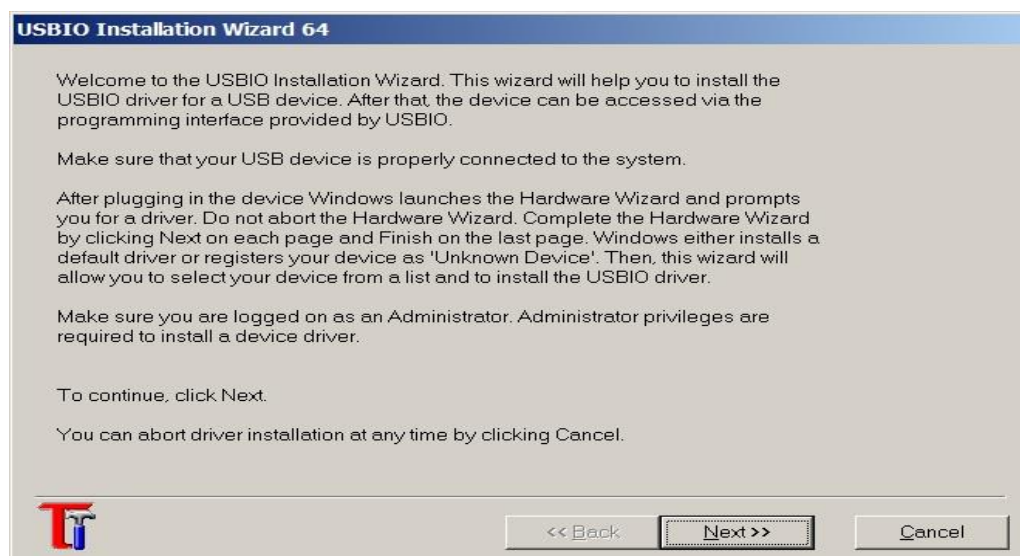 USBIO Installation Wizard 64
Welcome to the USBIO Installation Wizard. This wizard will help you to install the
USBIO driver for a USB device. After that, the device can be accessed via the
programming interface provided by USBIO.
Make sure that your USB device is properly connected to the system.
After plugging in the device Windows launches the Hardware Wizard and prompts
you for a driver. Do not abort the Hardware Wizard. Complete the Hardware Wizard
by clicking Next on each page and Finish on the last page. Windows either installs a
default driver or registers your device as 'Unknown Device'. Then, this wizard will
allow you to select your device from a list and to install the USBIO driver.
Make sure you are logged on as an Administrator. Administrator privileges are
required to install a device driver.
To continue, click Next.
You can abort driver installation at any time by clicking Cancel.
<< Back Next >> Cancel